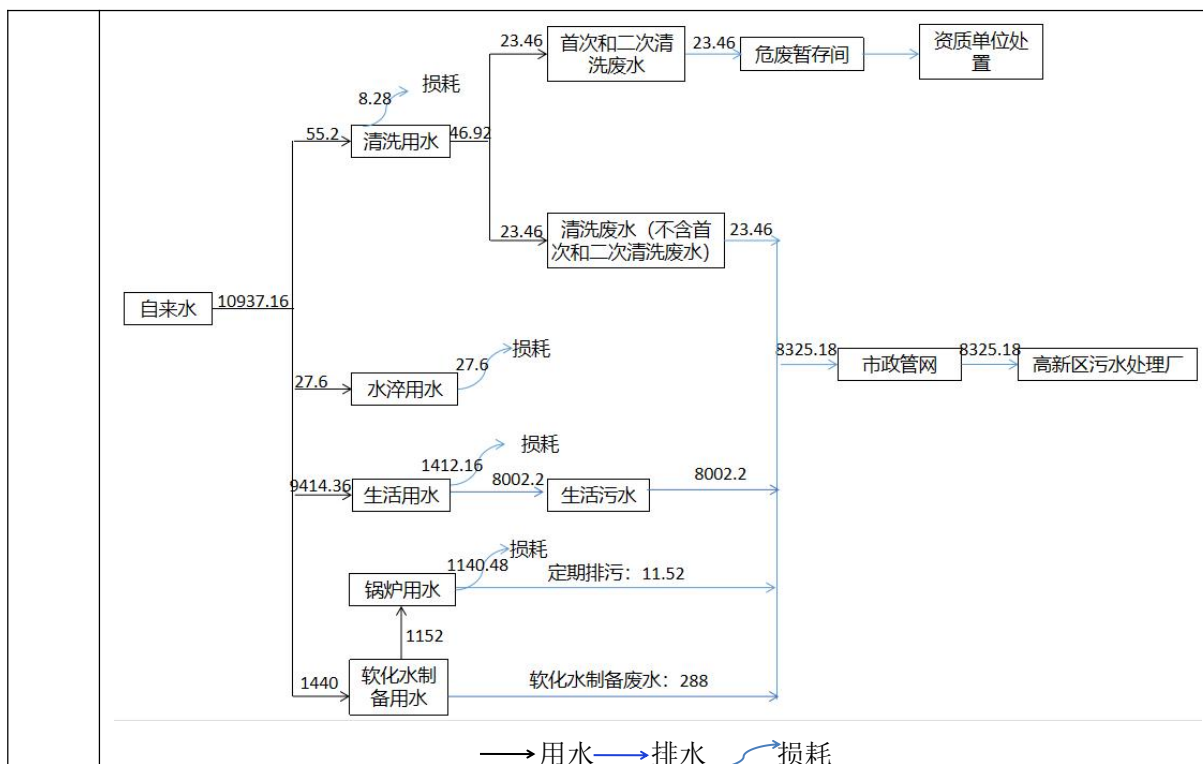 23.46
首次和二次清
洗废水
23.46
危废暂存间
资质单位处
置
8.28
损耗
55.2
清洗用水
46.92
23.46
清洗废水（不含首
次和二次清洗废水）
23.46
自来水
10937.16
27.6
水淬用水
27.6
损耗
8325.18
市政管网
8325.18
高新区污水处理厂
9414.36
生活用水
1412.16
损耗
8002.2
生活污水
8002.2
锅炉用水
1140.48
损耗
定期排污：11.52
1152
1440
软化水制
备用水
软化水制备废水：288
用水
排水
损耗